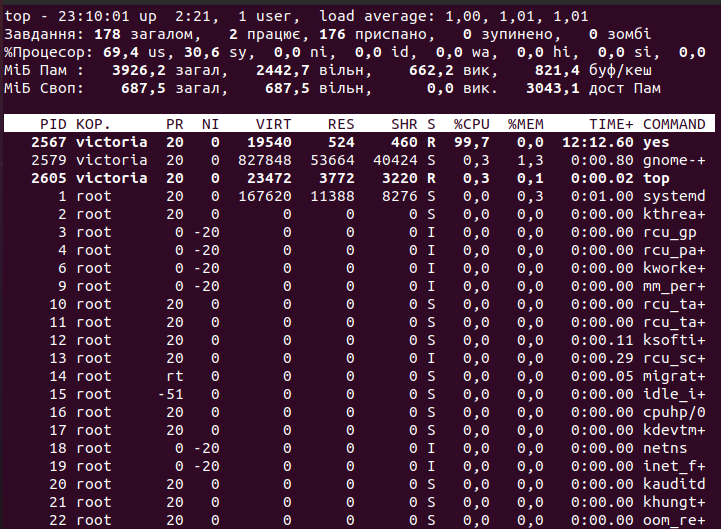 top - 23:10:01 up  2:21,  1 user,  load average: 1,00, 1,01, 1,01
Завдання: 178 загалом,   2 працює, 176 приспано,   0 зупинено,   0 зомбі
%Процесор: 69,4 us, 30,6 sy,  0,0 ni,  0,0 id,  0,0 wa,  0,0 hi,  0,0 si,  0,0
МіБ Пам :   3926,2 загал,   2442,7 вільн,    662,2 вик,    821,4 буф/кеш
МіБ Своп:    687,5 загал,    687,5 вільн,      0,0 вик.   3043,1 дост Пам
PID КОР.      PR  NI    VIRT    RES    SHR S  %CPU  %MEM     TIME+ COMMAND
2567 victoria  20   0   19540    524    460 R  99,7   0,0  12:12.60 yes
2579 victoria  20   0  827848  53664  40424 S   0,3   1,3   0:00.80 gnome-+
2605 victoria  20   0   23472   3772   3220 R   0,3   0,1   0:00.02 top
1 root      20   0  167620  11388   8276 S   0,0   0,3   0:01.00 systemd
2 root      20   0       0      0      0 S   0,0   0,0   0:00.00 kthrea+
3 root       0 -20       0      0      0 I   0,0   0,0   0:00.00 rcu_gp
4 root       0 -20       0      0      0 I   0,0   0,0   0:00.00 rcu_pa+
6 root       0 -20       0      0      0 I   0,0   0,0   0:00.00 kworke+
9 root       0 -20       0      0      0 I   0,0   0,0   0:00.00 mm_per+
10 root      20   0       0      0      0 S   0,0   0,0   0:00.00 rcu_ta+
11 root      20   0       0      0      0 S   0,0   0,0   0:00.00 rcu_ta+
12 root      20   0       0      0      0 S   0,0   0,0   0:00.11 ksofti+
13 root      20   0       0      0      0 I   0,0   0,0   0:00.29 rcu_sc+
14 root      rt   0       0      0      0 S   0,0   0,0   0:00.05 migrat+
15 root     -51   0       0      0      0 S   0,0   0,0   0:00.00 idle_i+
16 root      20   0       0      0      0 S   0,0   0,0   0:00.00 cpuhp/0
17 root      20   0       0      0      0 S   0,0   0,0   0:00.00 kdevtm+
18 root       0 -20       0      0      0 I   0,0   0,0   0:00.00 netns
19 root       0 -20       0      0      0 I   0,0   0,0   0:00.00 inet_f+
20 root      20   0       0      0      0 S   0,0   0,0   0:00.00 kauditd
21 root      20   0       0      0      0 S   0,0   0,0   0:00.00 khungt+
22 root      20   0       0      0      0 S   0,0   0,0   0:00.00 oom_re+